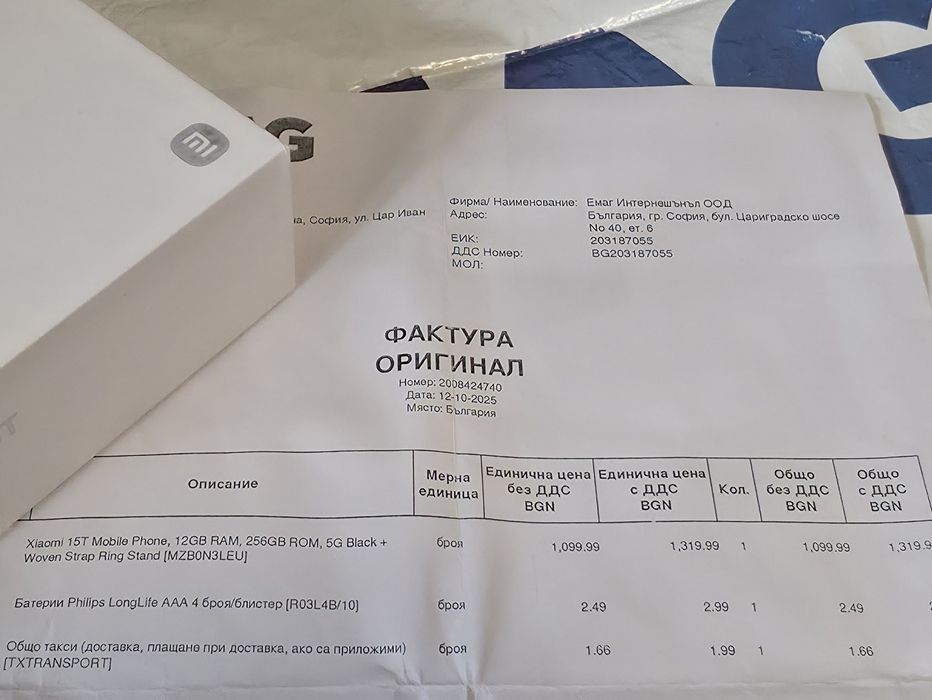 G
mi
на, София, ул. Цар Иван
Фирма/ Наименование: Емаг Интернешънъл ООД
Адрес: България, гр. София, бул. Цариградско шосе
No 40, ет. 6
ЕИК: 203187055
ДДС Номер: BG203187055
МОЛ:
ФАКТУРА
ОРИГИНАЛ
Номер: 2008424740
Дата: 12-10-2025
Място: България
Описание Мерна единица Единична цена без ДДС BGN Единична цена с ДДС BGN Кол. Общо без ДДС BGN Общо с ДДС BGN
Xiaomi 15T Mobile Phone, 12GB RAM, 256GB ROM, 5G Black + броя 1,099.99 1,319.99 1 1,099.99 1,319.9
Woven Strap Ring Stand [MZB0N3LEU]
Батерии Philips LongLife AAA 4 броя/блистер [R03L4B/10] броя 2.49 2.99 1 2.49
Общо такси (доставка, плащане при доставка, ако са приложими) броя 1.66 1.99 1 1.66
[TXTRANSPORT]